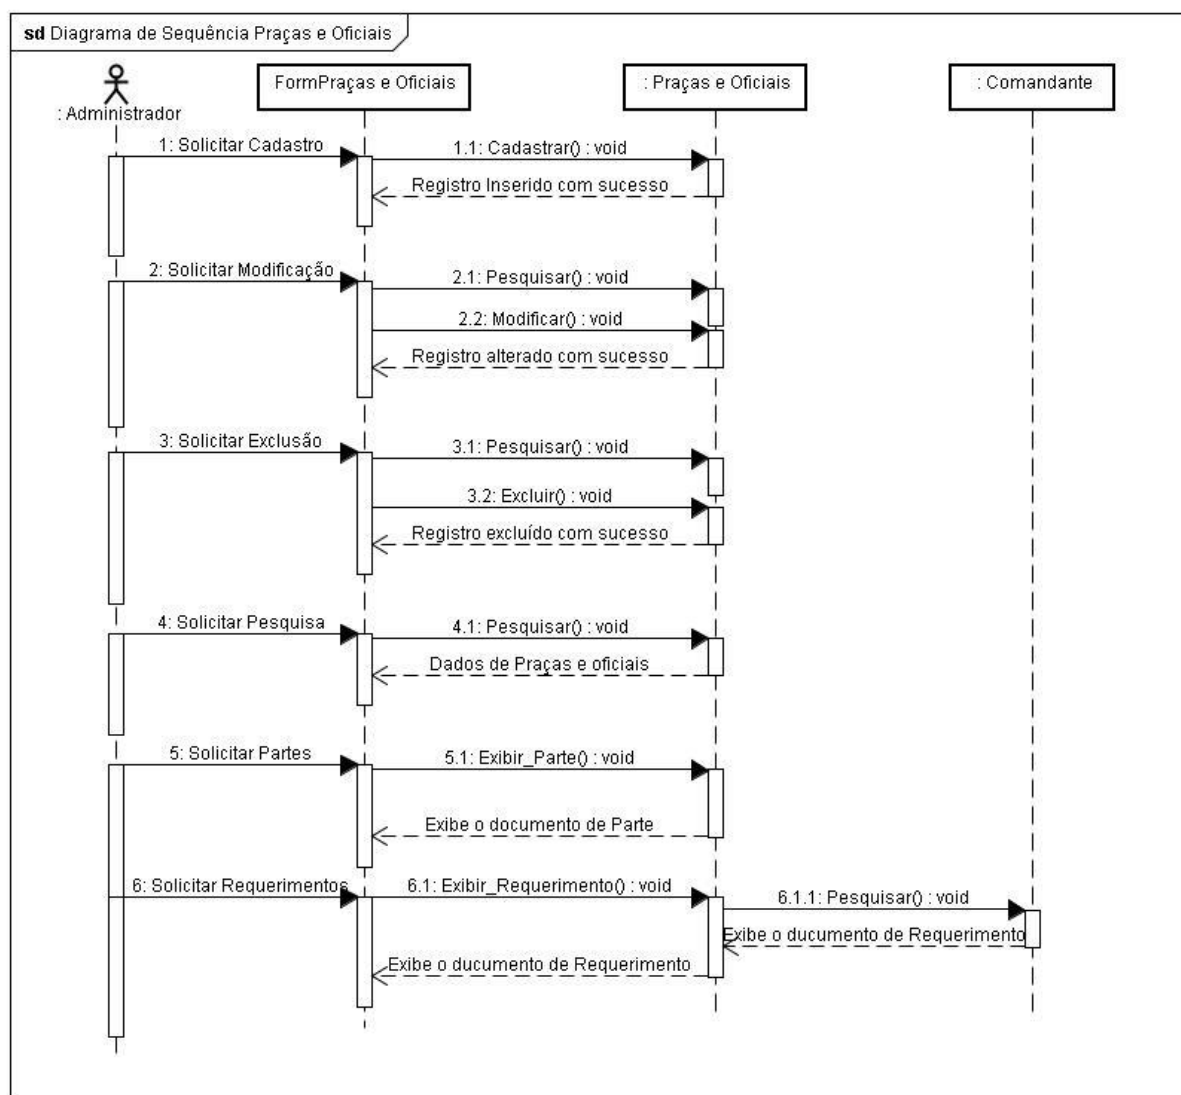 sd Diagrama de Sequência Praças e Oficiais
: Administrador
FormPraças e Oficiais
: Praças e Oficiais
: Comandante
1: Solicitar Cadastro
1.1: Cadastrar() : void
Registro Inserido com sucesso
2: Solicitar Modificação
2.1: Pesquisar() : void
2.2: Modificar() : void
Registro alterado com sucesso
3: Solicitar Exclusão
3.1: Pesquisar() : void
3.2: Excluir() : void
Registro excluído com sucesso
4: Solicitar Pesquisa
4.1: Pesquisar() : void
Dados de Praças e oficiais
5: Solicitar Partes
5.1: Exibir_Parte() : void
Exibe o documento de Parte
6: Solicitar Requerimentos
6.1: Exibir_Requerimento() : void
6.1.1: Pesquisar() : void
Exibe o ducumento de Requerimento
Exibe o ducumento de Requerimento